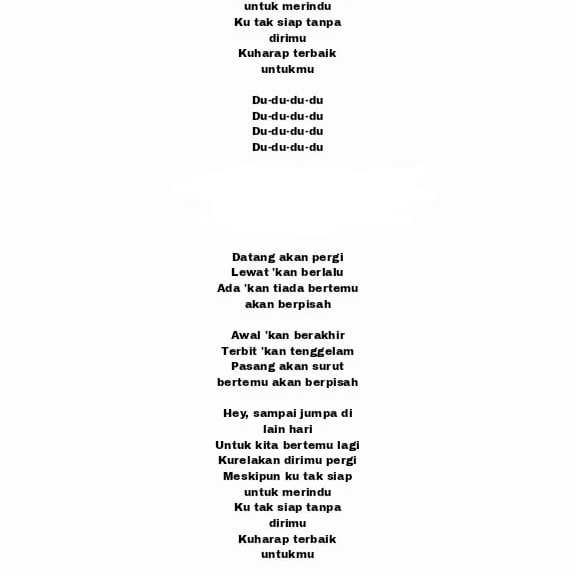 untuk merindu
Ku tak siap tanpa
dirimu
Kuharap terbaik
untukmu
Du-du-du-du
Du-du-du-du
Du-du-du-du
Du-du-du-du
Datang akan pergi
Lewat 'kan berlalu
Ada 'kan tiada bertemu
akan berpisah
Awal 'kan berakhir
Terbit 'kan tenggelam
Pasang akan surut
bertemu akan berpisah
Hey, sampai jumpa di
lain hari
Untuk kita bertemu lagi
Kurelakan dirimu pergi
Meskipun ku tak siap
untuk merindu
Ku tak siap tanpa
dirimu
Kuharap terbaik
untukmu